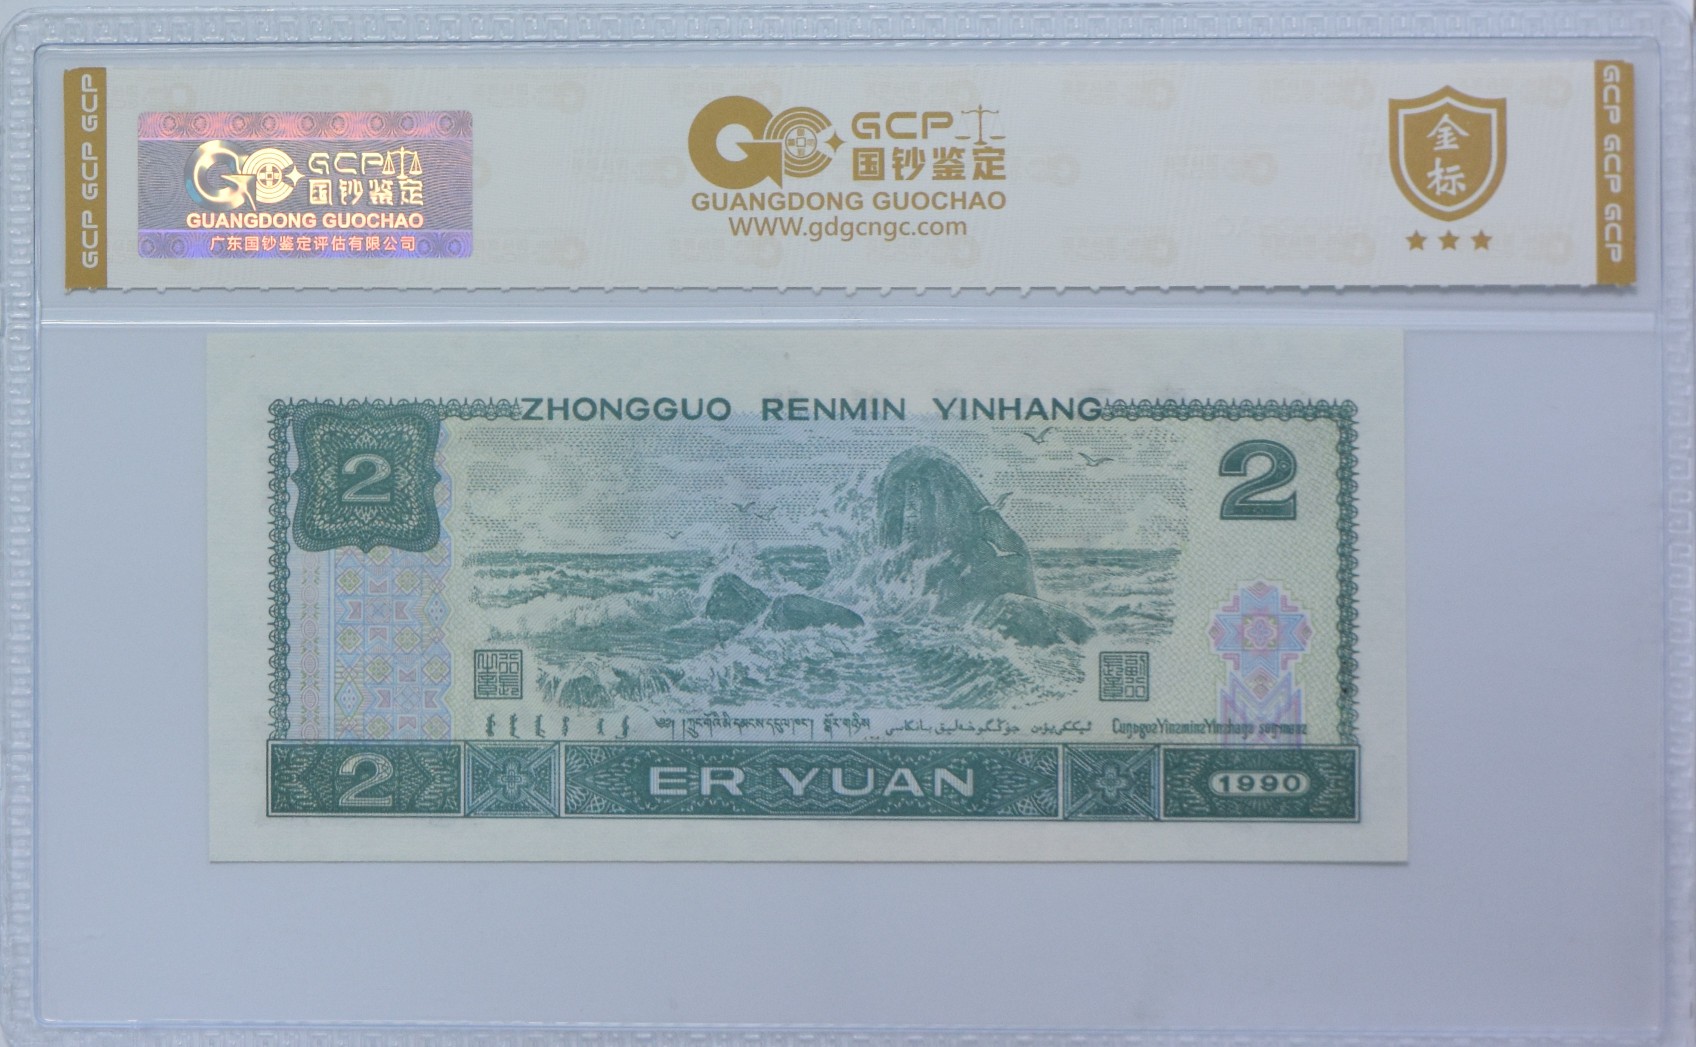 GCP GCP GCP
GCP
国钞鉴定
GUANGDONG GUOCHAO
广东国钞鉴定评估有限公司
GCP
国钞鉴定
GUANGDONG GUOCHAO
WWW.gdgcngc.com
金
标
GCP GCP GCP
ZHONGGUO RENMIN YINHANG
2
2
2
ER YUAN
1990